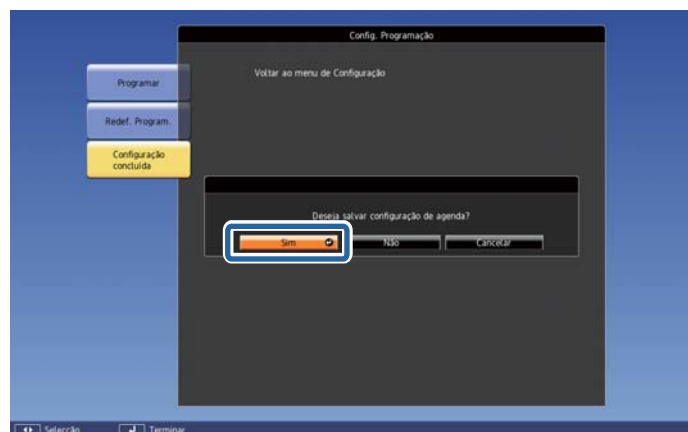 Config. Programação
Voltar ao menu de Configuração
Programar
Redef. Program.
Configuração
concluída
Deseja salvar configuração de agenda?
Sim
Não
Cancelar
Selecção
Terminar